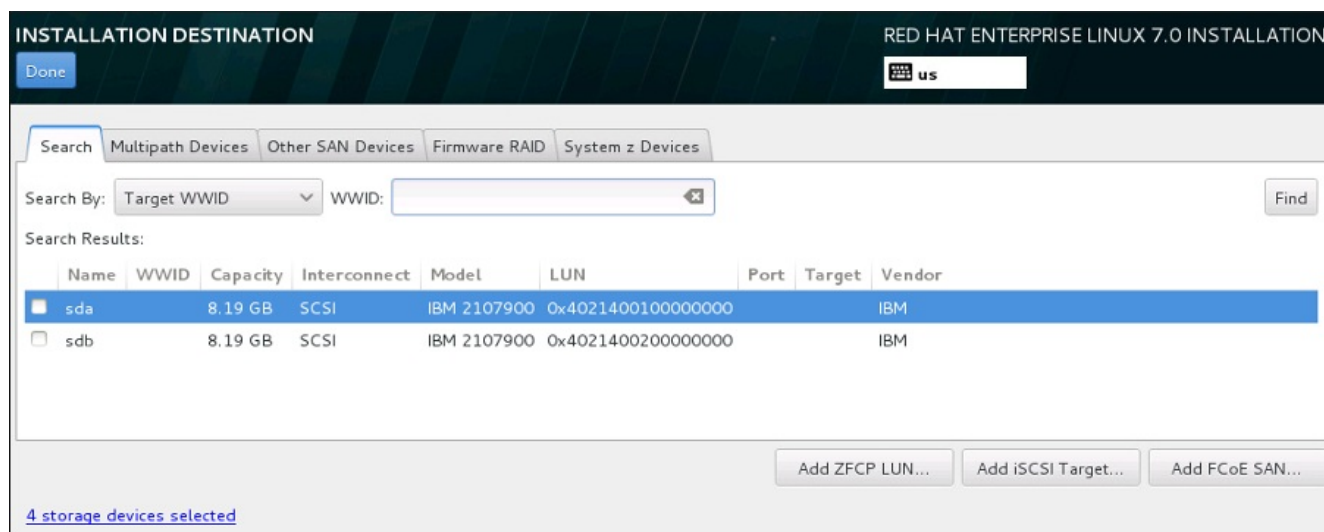 INSTALLATION DESTINATION
RED HAT ENTERPRISE LINUX 7.0 INSTALLATION
Done
us
Search Multipath Devices Other SAN Devices Firmware RAID System z Devices
Search By: Target WWID WWID: Find
Search Results:
Name WWID Capacity Interconnect Model LUN Port Target Vendor
sda 8.19 GB SCSI IBM 2107900 0x4021400100000000 IBM
sdb 8.19 GB SCSI IBM 2107900 0x4021400200000000 IBM
Add ZFCP LUN... Add iSCSI Target... Add FCoE SAN...
4 storage devices selected